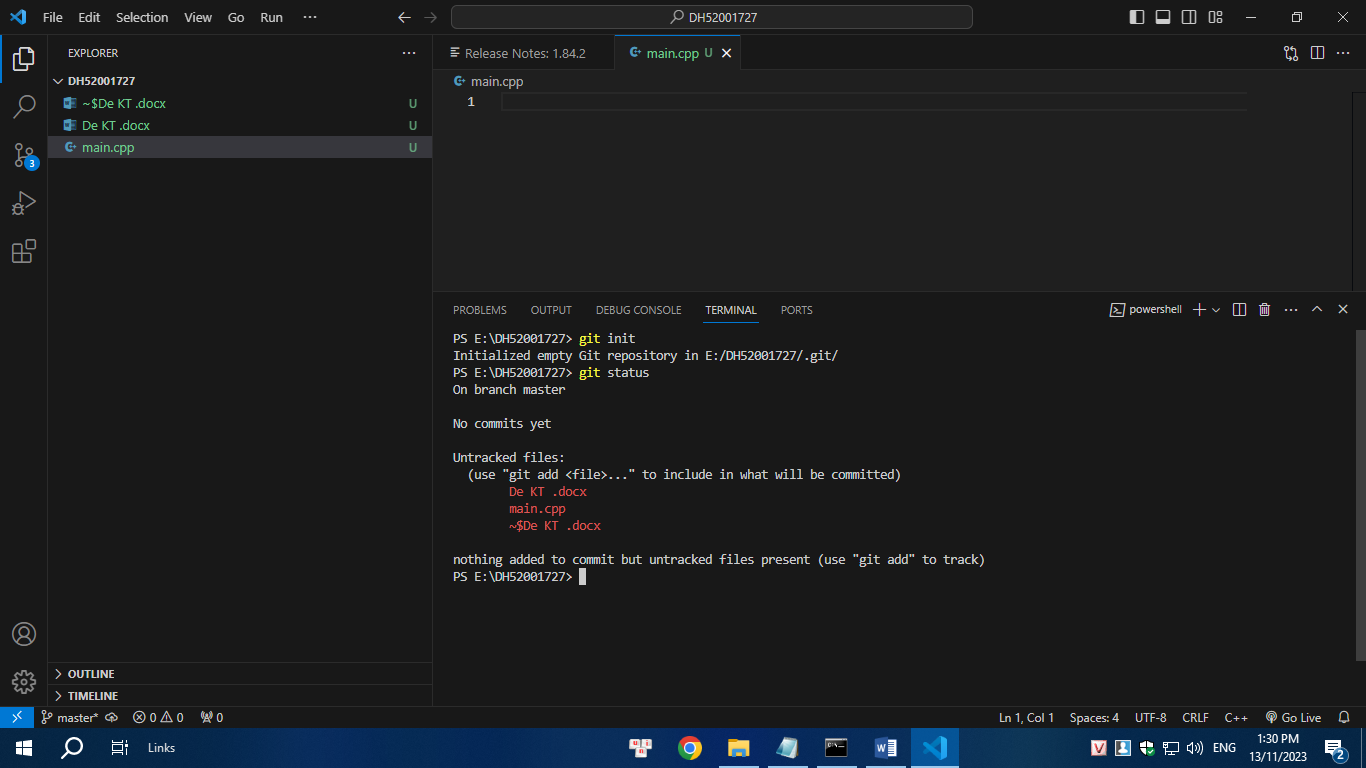 File Edit Selection View Go Run ··· DH52001727
EXPLORER ···
DH52001727
~$De KT .docx U
De KT .docx U
main.cpp U
3
OUTLINE
TIMELINE
Release Notes: 1.84.2 main.cpp U
main.cpp
1
PROBLEMS OUTPUT DEBUG CONSOLE TERMINAL PORTS powershell
PS E:\DH52001727> git init
Initialized empty Git repository in E:/DH52001727/.git/
PS E:\DH52001727> git status
On branch master
No commits yet
Untracked files:
(use "git add <file>..." to include in what will be committed)
De KT .docx
main.cpp
~$De KT .docx
nothing added to commit but untracked files present (use "git add" to track)
PS E:\DH52001727>
master* 0 0 0 Ln 1, Col 1 Spaces: 4 UTF-8 CRLF C++ Go Live
Links ENG 1:30 PM
13/11/2023 2